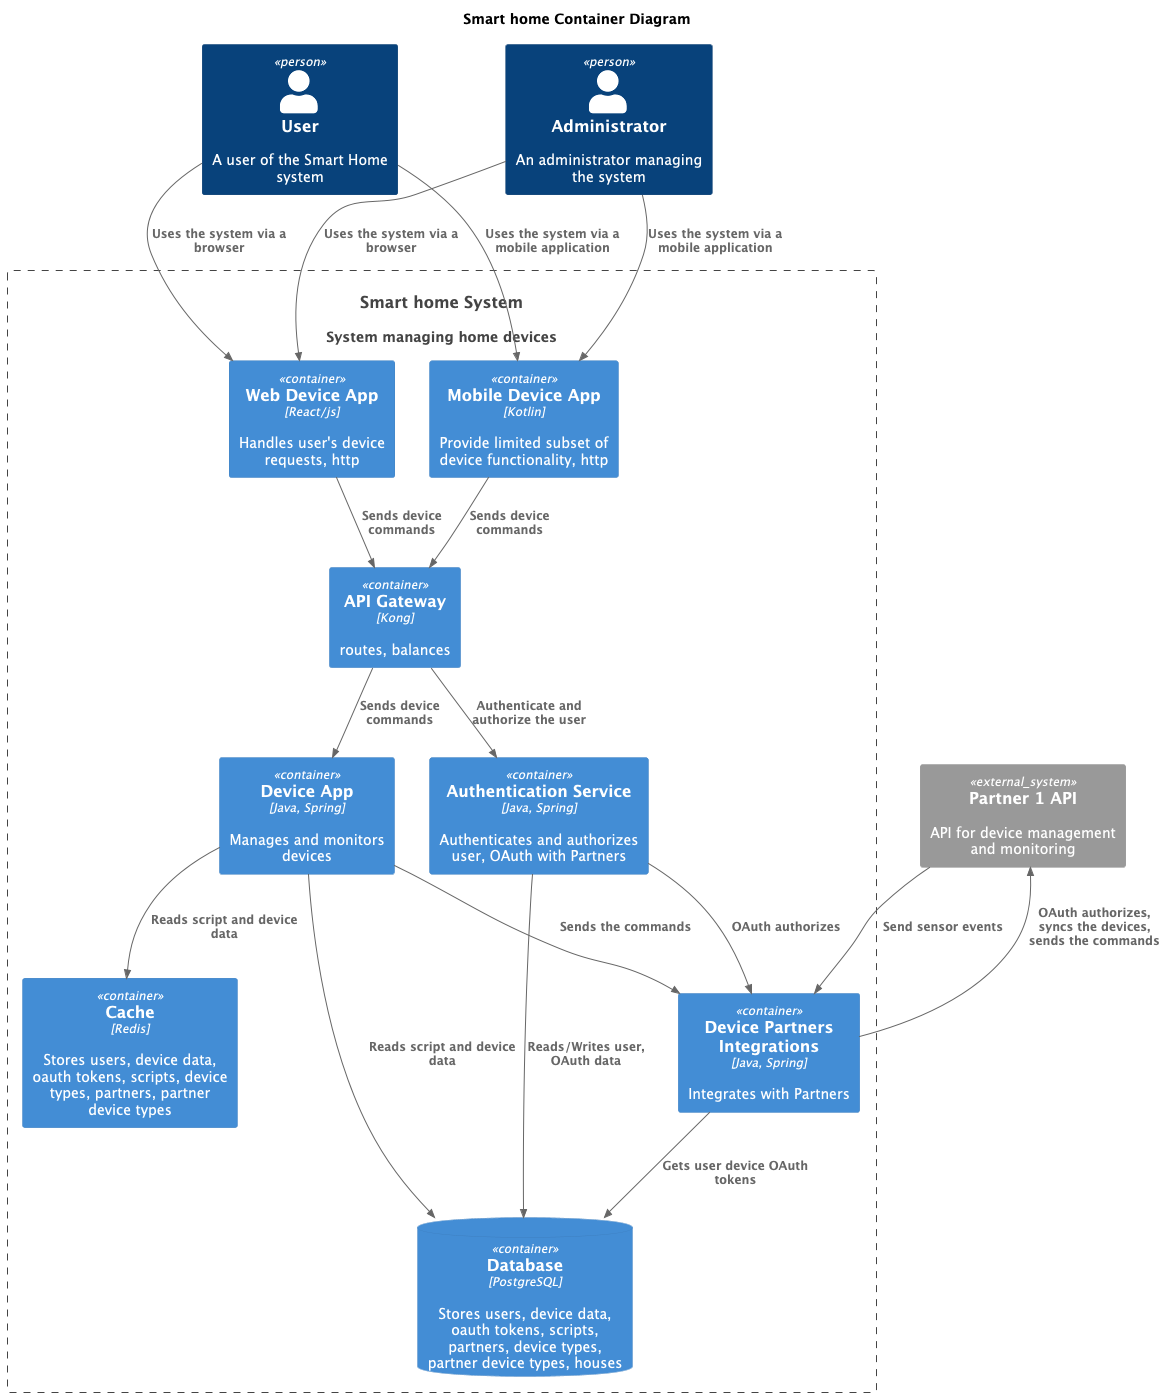 Smart home Container Diagram
«person»
User
A user of the Smart Home
system
«person»
Administrator
An administrator managing
the system
Uses the system via a
browser
Uses the system via a
browser
Uses the system via a
mobile application
Uses the system via a
mobile application
Smart home System
System managing home devices
«container»
Web Device App
[React/js]
Handles user's device
requests, http
«container»
Mobile Device App
[Kotlin]
Provide limited subset of
device functionality, http
Sends device
commands
Sends device
commands
«container»
API Gateway
[Kong]
routes, balances
Sends device
commands
Authenticate and
authorize the user
«container»
Device App
[Java, Spring]
Manages and monitors
devices
«container»
Authentication Service
[Java, Spring]
Authenticates and authorizes
user, OAuth with Partners
«external_system»
Partner 1 API
API for device management
and monitoring
Reads script and device
data
Sends the commands
OAuth authorizes
Send sensor events
OAuth authorizes,
syncs the devices,
sends the commands
«container»
Cache
[Redis]
Stores users, device data,
oauth tokens, scripts, device
types, partners, partner
device types
Reads script and device
data
Reads/Writes user,
OAuth data
«container»
Device Partners
Integrations
[Java, Spring]
Integrates with Partners
Gets user device OAuth
tokens
«container»
Database
[PostgreSQL]
Stores users, device data,
oauth tokens, scripts,
partners, device types,
partner device types, houses